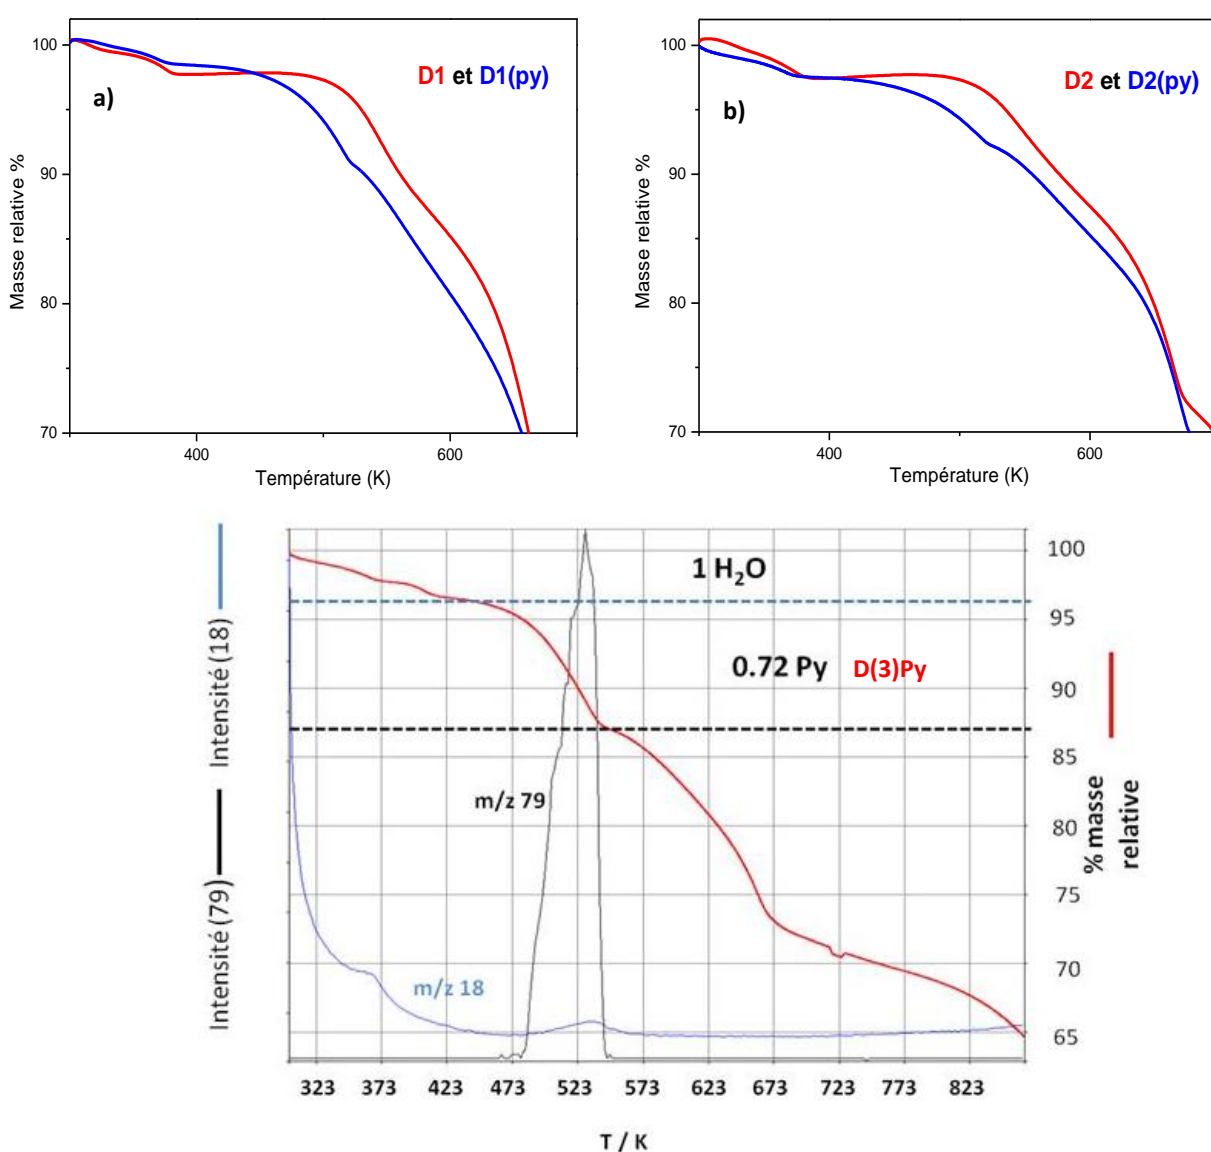 100
90
80
70
Masse relative %
a)
D1 et D1(py)
400
600
Température (K)
100
90
80
70
Masse relative %
b)
D2 et D2(py)
400
600
Température (K)
Intensité (79)
Intensité (18)
1 H₂O
0.72 Py
D(3)Py
m/z 79
m/z 18
100
95
90
85
80
75
70
65
% masse
relative
323 373 423 473 523 573 623 673 723 773 823
T / K